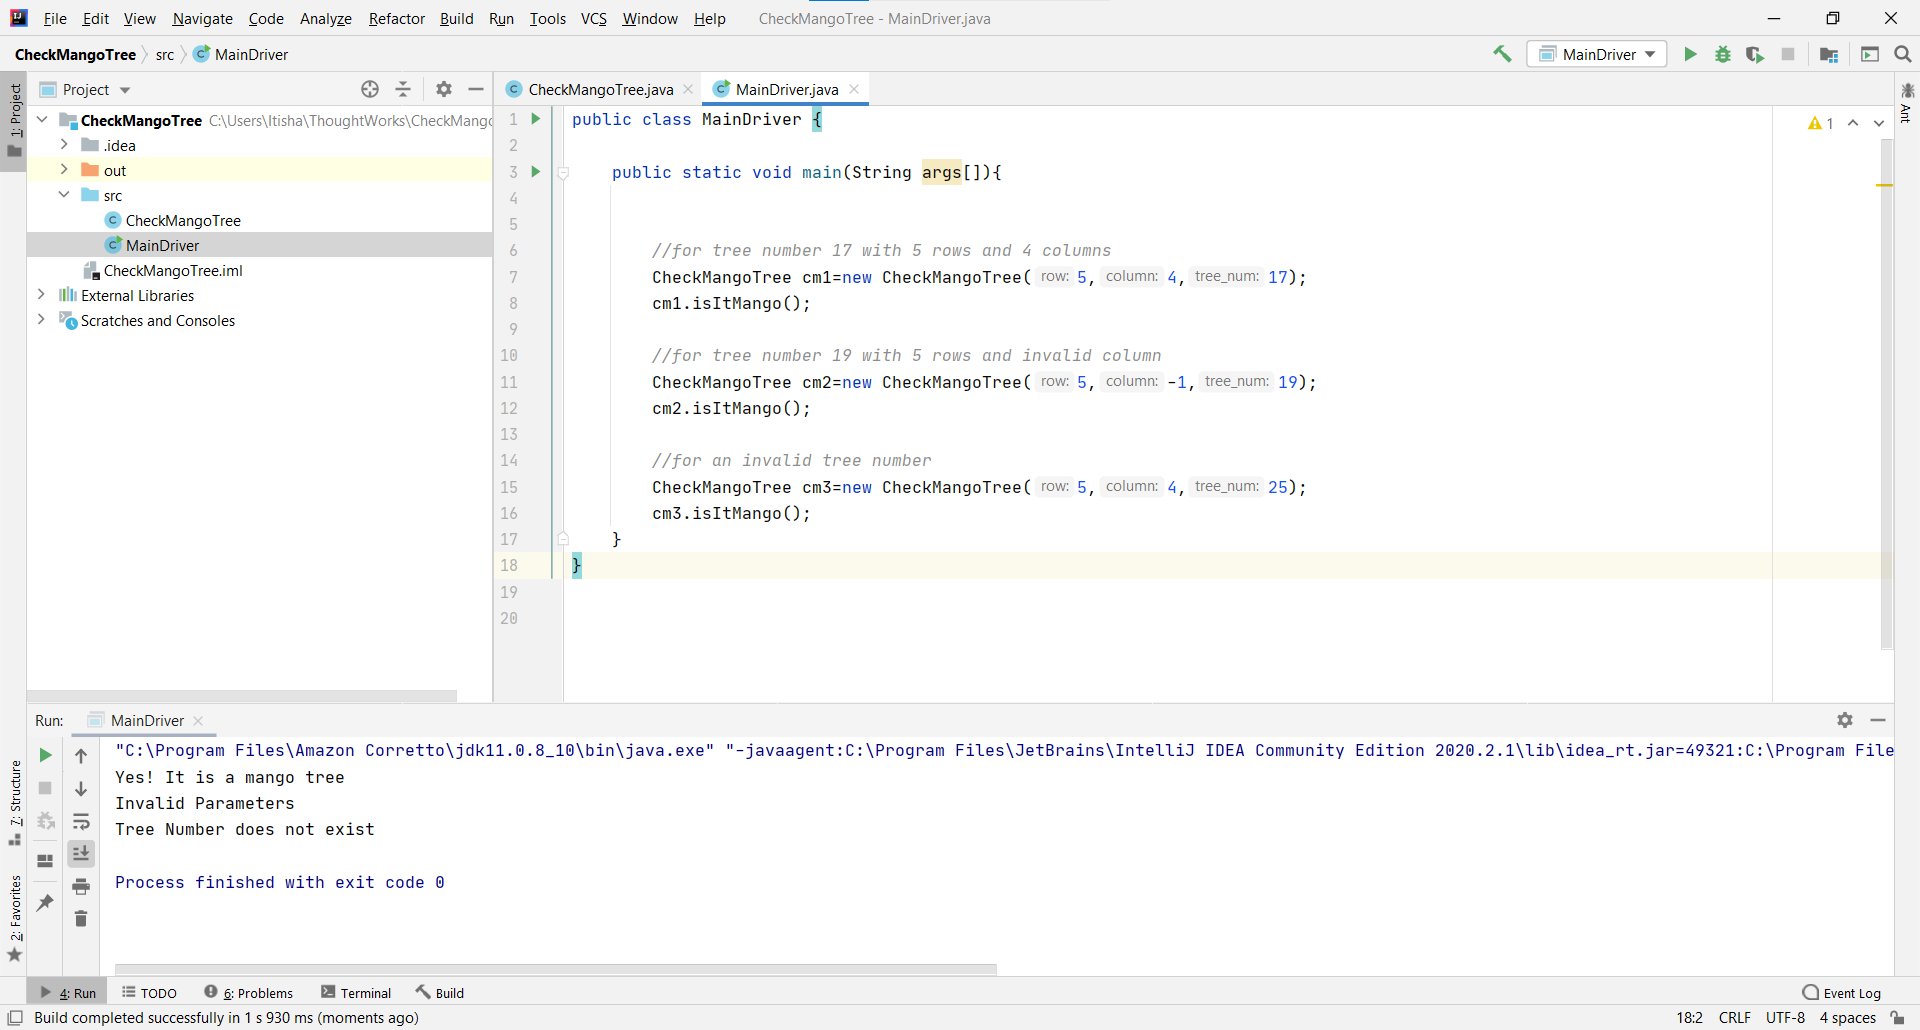 File Edit View Navigate Code Analyze Refactor Build Run Tools VCS Window Help CheckMangoTree - MainDriver.java
CheckMangoTree src MainDriver MainDriver
1: Project
Project
CheckMangoTree C:\Users\Itisha\ThoughtWorks\CheckMango
.idea
out
src
CheckMangoTree
MainDriver
CheckMangoTree.iml
External Libraries
Scratches and Consoles
CheckMangoTree.java MainDriver.java
1 public class MainDriver {
2
3 public static void main(String args[]){
4
5
6 //for tree number 17 with 5 rows and 4 columns
7 CheckMangoTree cm1=new CheckMangoTree( row: 5, column: 4, tree_num: 17);
8 cm1.isItMango();
9
10 //for tree number 19 with 5 rows and invalid column
11 CheckMangoTree cm2=new CheckMangoTree( row: 5, column: -1, tree_num: 19);
12 cm2.isItMango();
13
14 //for an invalid tree number
15 CheckMangoTree cm3=new CheckMangoTree( row: 5, column: 4, tree_num: 25);
16 cm3.isItMango();
17 }
18 }
19
20
1
Ant
Run: MainDriver
"C:\Program Files\Amazon Corretto\jdk11.0.8_10\bin\java.exe" "-javaagent:C:\Program Files\JetBrains\IntelliJ IDEA Community Edition 2020.2.1\lib\idea_rt.jar=49321:C:\Program File
Yes! It is a mango tree
Invalid Parameters
Tree Number does not exist
Process finished with exit code 0
7: Structure
2: Favorites
4: Run TODO 6: Problems Terminal Build Event Log
Build completed successfully in 1 s 930 ms (moments ago) 18:2 CRLF UTF-8 4 spaces